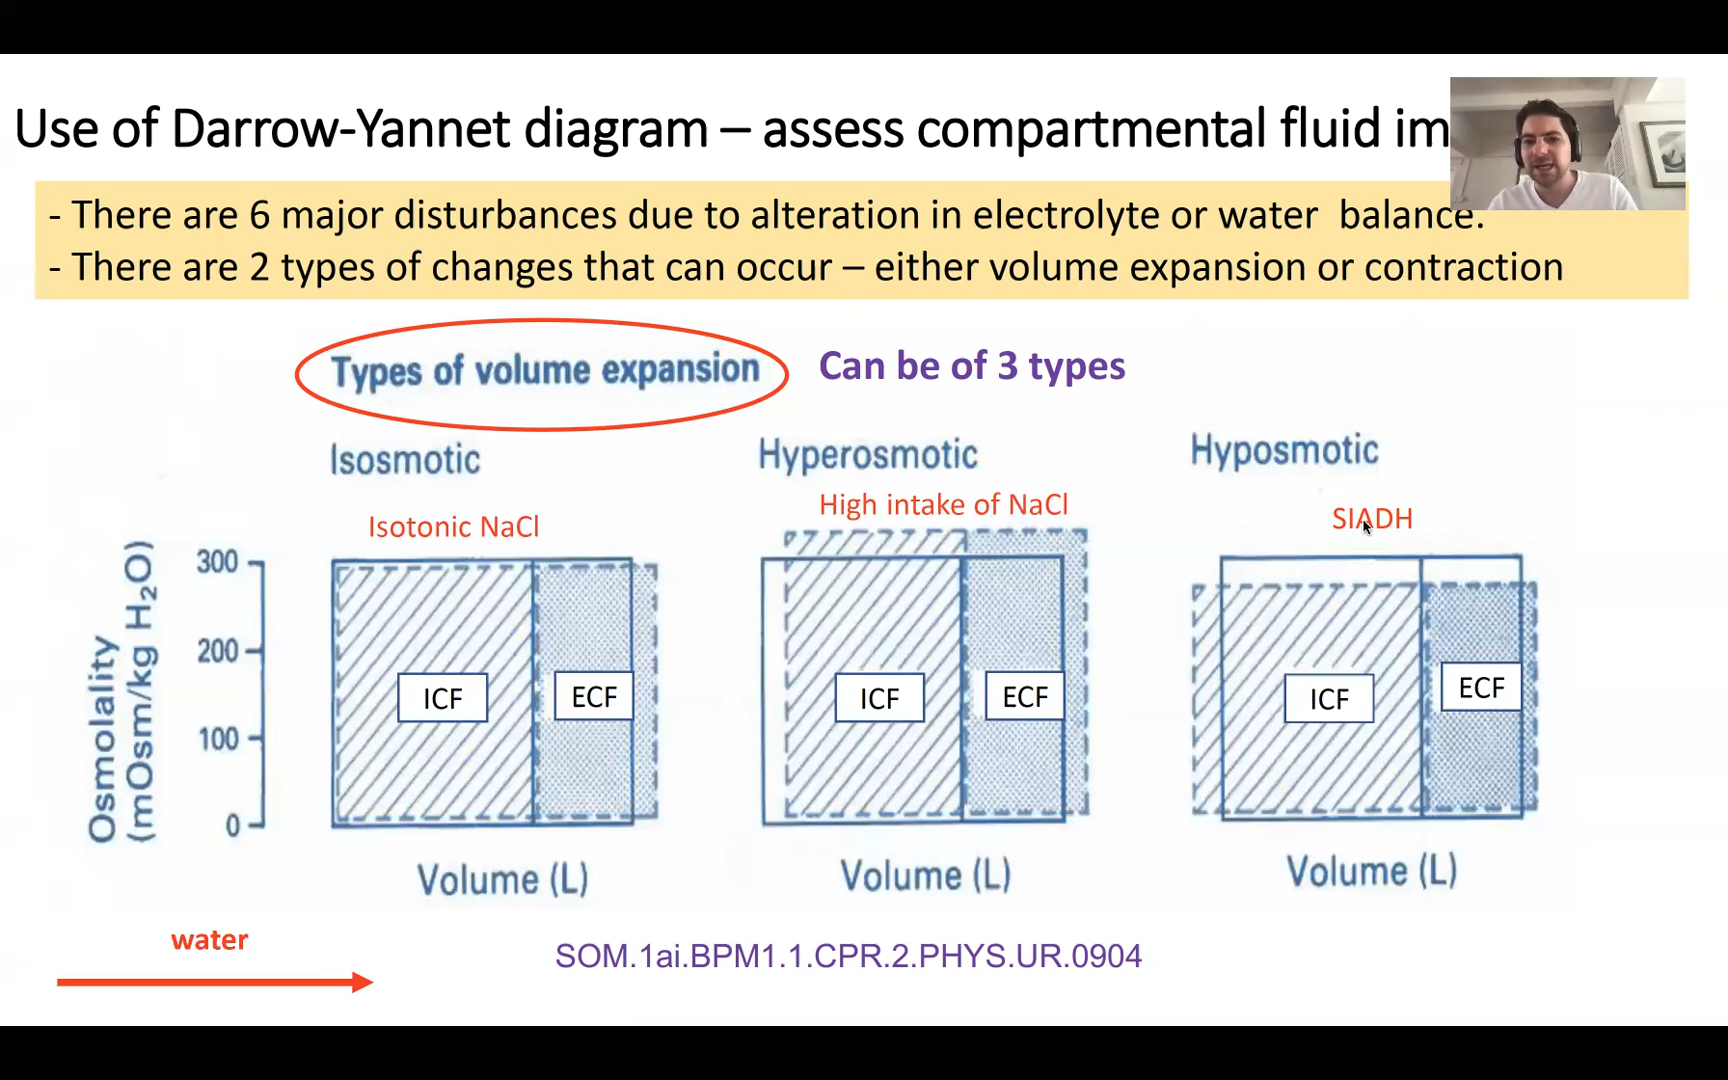 Use of Darrow-Yannet diagram – assess compartmental fluid im
- There are 6 major disturbances due to alteration in electrolyte or water  balance.
- There are 2 types of changes that can occur – either volume expansion or contraction
Types of volume expansion
Can be of 3 types
Isosmotic
Hyperosmotic
Hyposmotic
Isotonic NaCl
High intake of NaCl
SIADH
Osmolality
(mOsm/kg H₂O)
300
200
100
0
ICF
ECF
ICF
ECF
ICF
ECF
Volume (L)
Volume (L)
Volume (L)
water
SOM.1ai.BPM1.1.CPR.2.PHYS.UR.0904